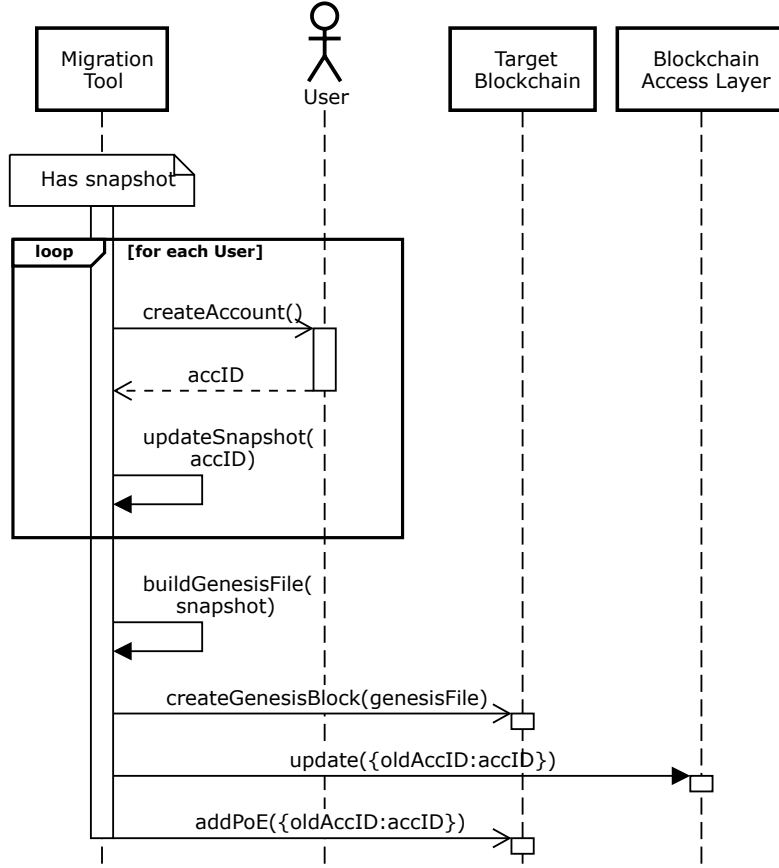 Migration
Tool
User
Target
Blockchain
Blockchain
Access Layer
Has snapshot
loop
[for each User]
createAccount()
accID
updateSnapshot(
accID)
buildGenesisFile(
snapshot)
createGenesisBlock(genesisFile)
update({oldAccID:accID})
addPoE({oldAccID:accID})